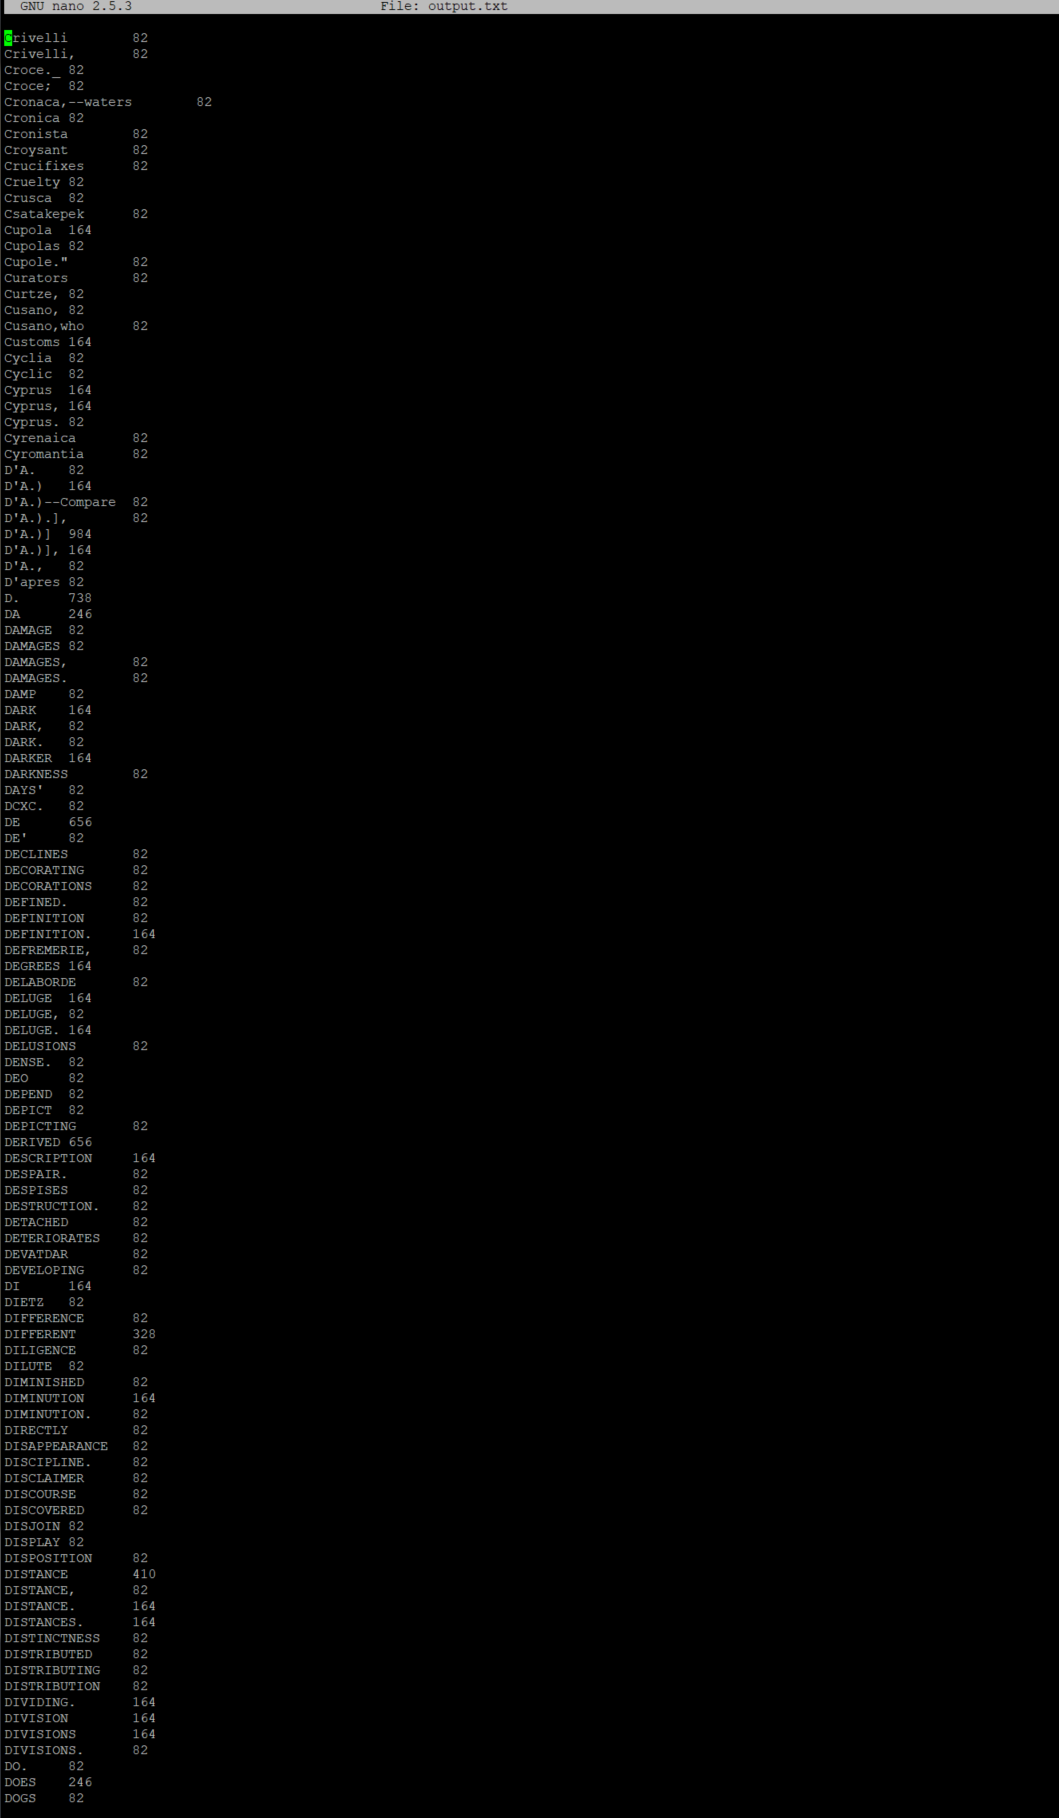 GNU nano 2.5.3 File: output.txt
Crivelli 82
Crivelli, 82
Croce._ 82
Croce; 82
Cronaca,--waters 82
Cronica 82
Cronista 82
Croysant 82
Crucifixes 82
Cruelty 82
Crusca 82
Csatakepek 82
Cupola 164
Cupolas 82
Cupole." 82
Curators 82
Curtze, 82
Cusano, 82
Cusano,who 82
Customs 164
Cyclia 82
Cyclic 82
Cyprus 164
Cyprus, 164
Cyprus. 82
Cyrenaica 82
Cyromantia 82
D'A. 82
D'A.) 164
D'A.)--Compare 82
D'A.).], 82
D'A.)] 984
D'A.)], 164
D'A., 82
D'apres 82
D. 738
DA 246
DAMAGE 82
DAMAGES 82
DAMAGES, 82
DAMAGES. 82
DAMP 82
DARK 164
DARK, 82
DARK. 82
DARKER 164
DARKNESS 82
DAYS' 82
DCXC. 82
DE 656
DE' 82
DECLINES 82
DECORATING 82
DECORATIONS 82
DEFINED. 82
DEFINITION 82
DEFINITION. 164
DEFREMERIE, 82
DEGREES 164
DELABORDE 82
DELUGE 164
DELUGE, 82
DELUGE. 164
DELUSIONS 82
DENSE. 82
DEO 82
DEPEND 82
DEPICT 82
DEPICTING 82
DERIVED 656
DESCRIPTION 164
DESPAIR. 82
DESPISES 82
DESTRUCTION. 82
DETACHED 82
DETERIORATES 82
DEVATDAR 82
DEVELOPING 82
DI 164
DIETZ 82
DIFFERENCE 82
DIFFERENT 328
DILIGENCE 82
DILUTE 82
DIMINISHED 82
DIMINUTION 164
DIMINUTION. 82
DIRECTLY 82
DISAPPEARANCE 82
DISCIPLINE. 82
DISCLAIMER 82
DISCOURSE 82
DISCOVERED 82
DISJOIN 82
DISPLAY 82
DISPOSITION 82
DISTANCE 410
DISTANCE, 82
DISTANCE. 164
DISTANCES. 164
DISTINCTNESS 82
DISTRIBUTED 82
DISTRIBUTING 82
DISTRIBUTION 82
DIVIDING. 164
DIVISION 164
DIVISIONS 164
DIVISIONS. 82
DO. 82
DOES 246
DOGS 82